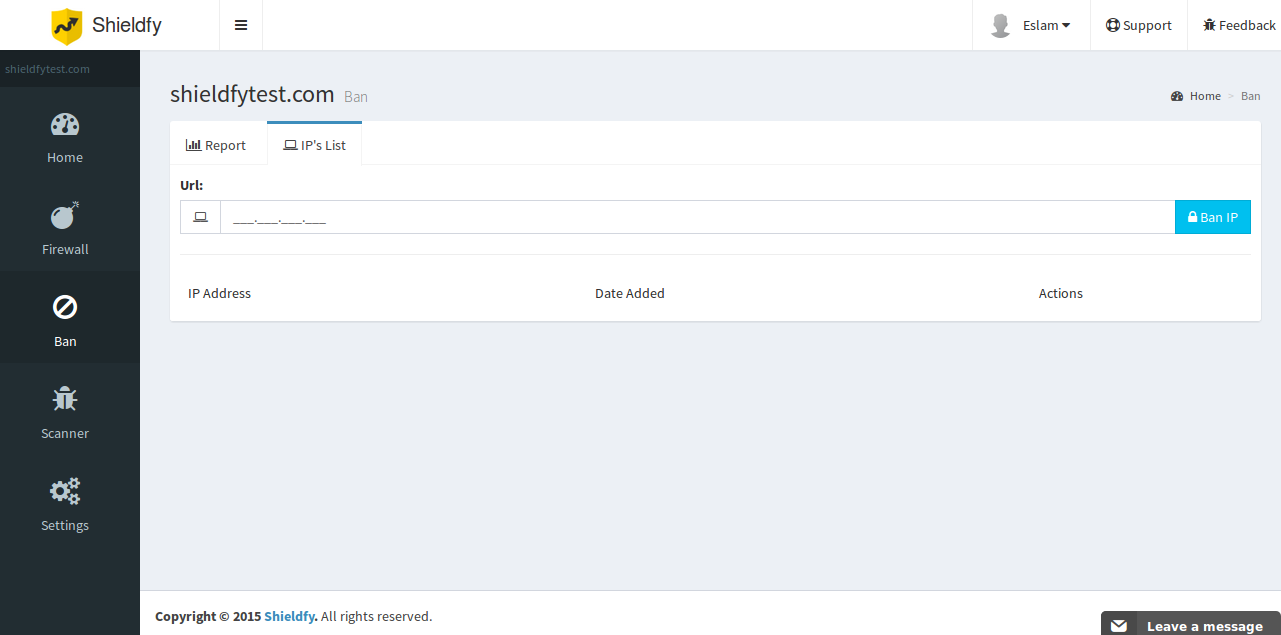 Shieldfy
Eslam
Support
Feedback
shieldfytest.com
Home
Firewall
Ban
Scanner
Settings
shieldfytest.com Ban
Home > Ban
Report
IP's List
Url:
___.___.___.___
Ban IP
IP Address Date Added Actions
Copyright © 2015 Shieldfy. All rights reserved.
Leave a message